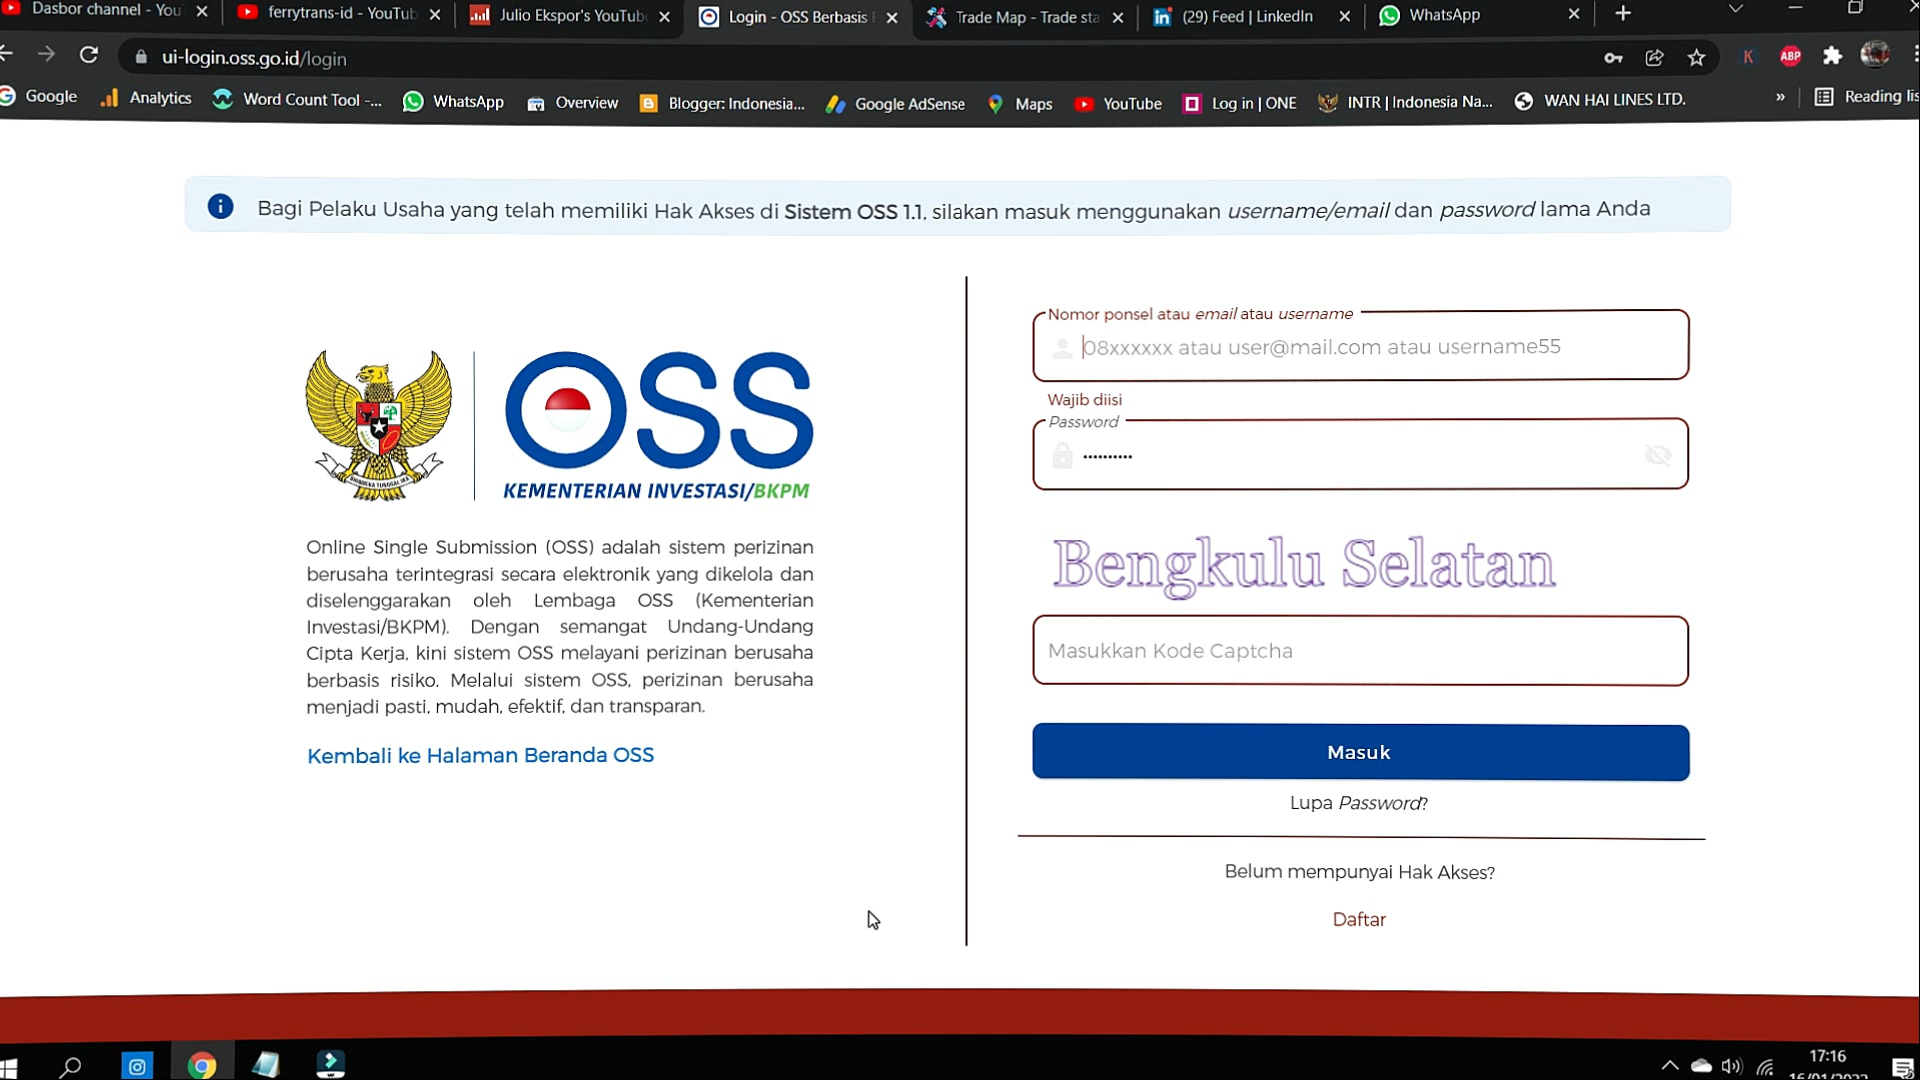 Dasbor channel - You
ferrytrans-id - YouTub
Julio Ekspor's YouTube
Login - OSS Berbasis
Trade Map - Trade sta
(29) Feed | LinkedIn
WhatsApp
ui-login.oss.go.id/login
ABP
Google
Analytics
Word Count Tool -...
WhatsApp
Overview
Blogger: Indonesia...
Google AdSense
Maps
YouTube
Log in | ONE
INTR | Indonesia Na...
WAN HAI LINES LTD.
»
Reading lis
Bagi Pelaku Usaha yang telah memiliki Hak Akses di Sistem OSS 1.1, silakan masuk menggunakan username/email dan password lama Anda
OSS
KEMENTERIAN INVESTASI/BKPM
Online Single Submission (OSS) adalah sistem perizinan
berusaha terintegrasi secara elektronik yang dikelola dan
diselenggarakan oleh Lembaga OSS (Kementerian
Investasi/BKPM). Dengan semangat Undang-Undang
Cipta Kerja, kini sistem OSS melayani perizinan berusaha
berbasis risiko. Melalui sistem OSS, perizinan berusaha
menjadi pasti, mudah, efektif, dan transparan.
Kembali ke Halaman Beranda OSS
Nomor ponsel atau email atau username
08xxxxxx atau user@mail.com atau username55
Wajib diisi
Password
••••••••••
Bengkulu Selatan
Masukkan Kode Captcha
Masuk
Lupa Password?
Belum mempunyai Hak Akses?
Daftar
17:16